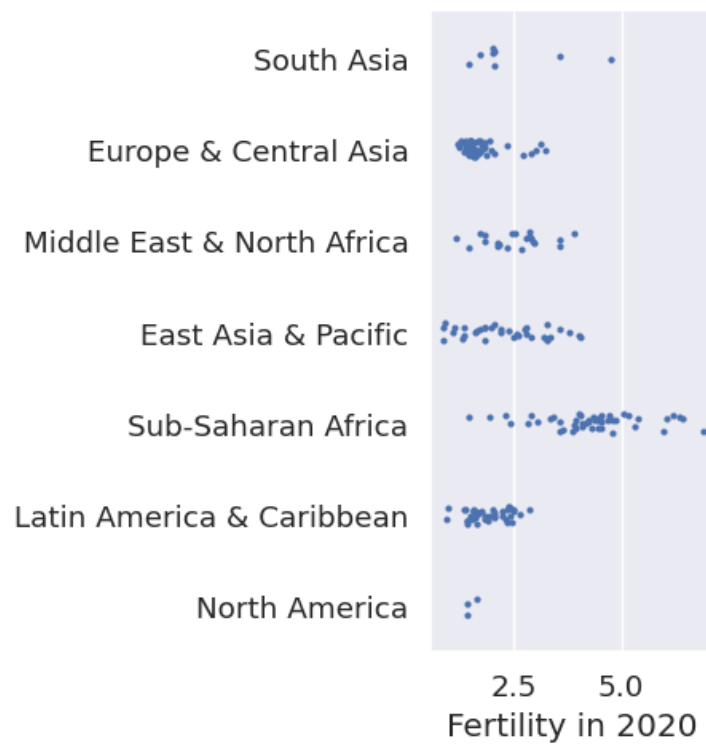 South Asia
Europe & Central Asia
Middle East & North Africa
East Asia & Pacific
Sub-Saharan Africa
Latin America & Caribbean
North America
2.5 5.0
Fertility in 2020